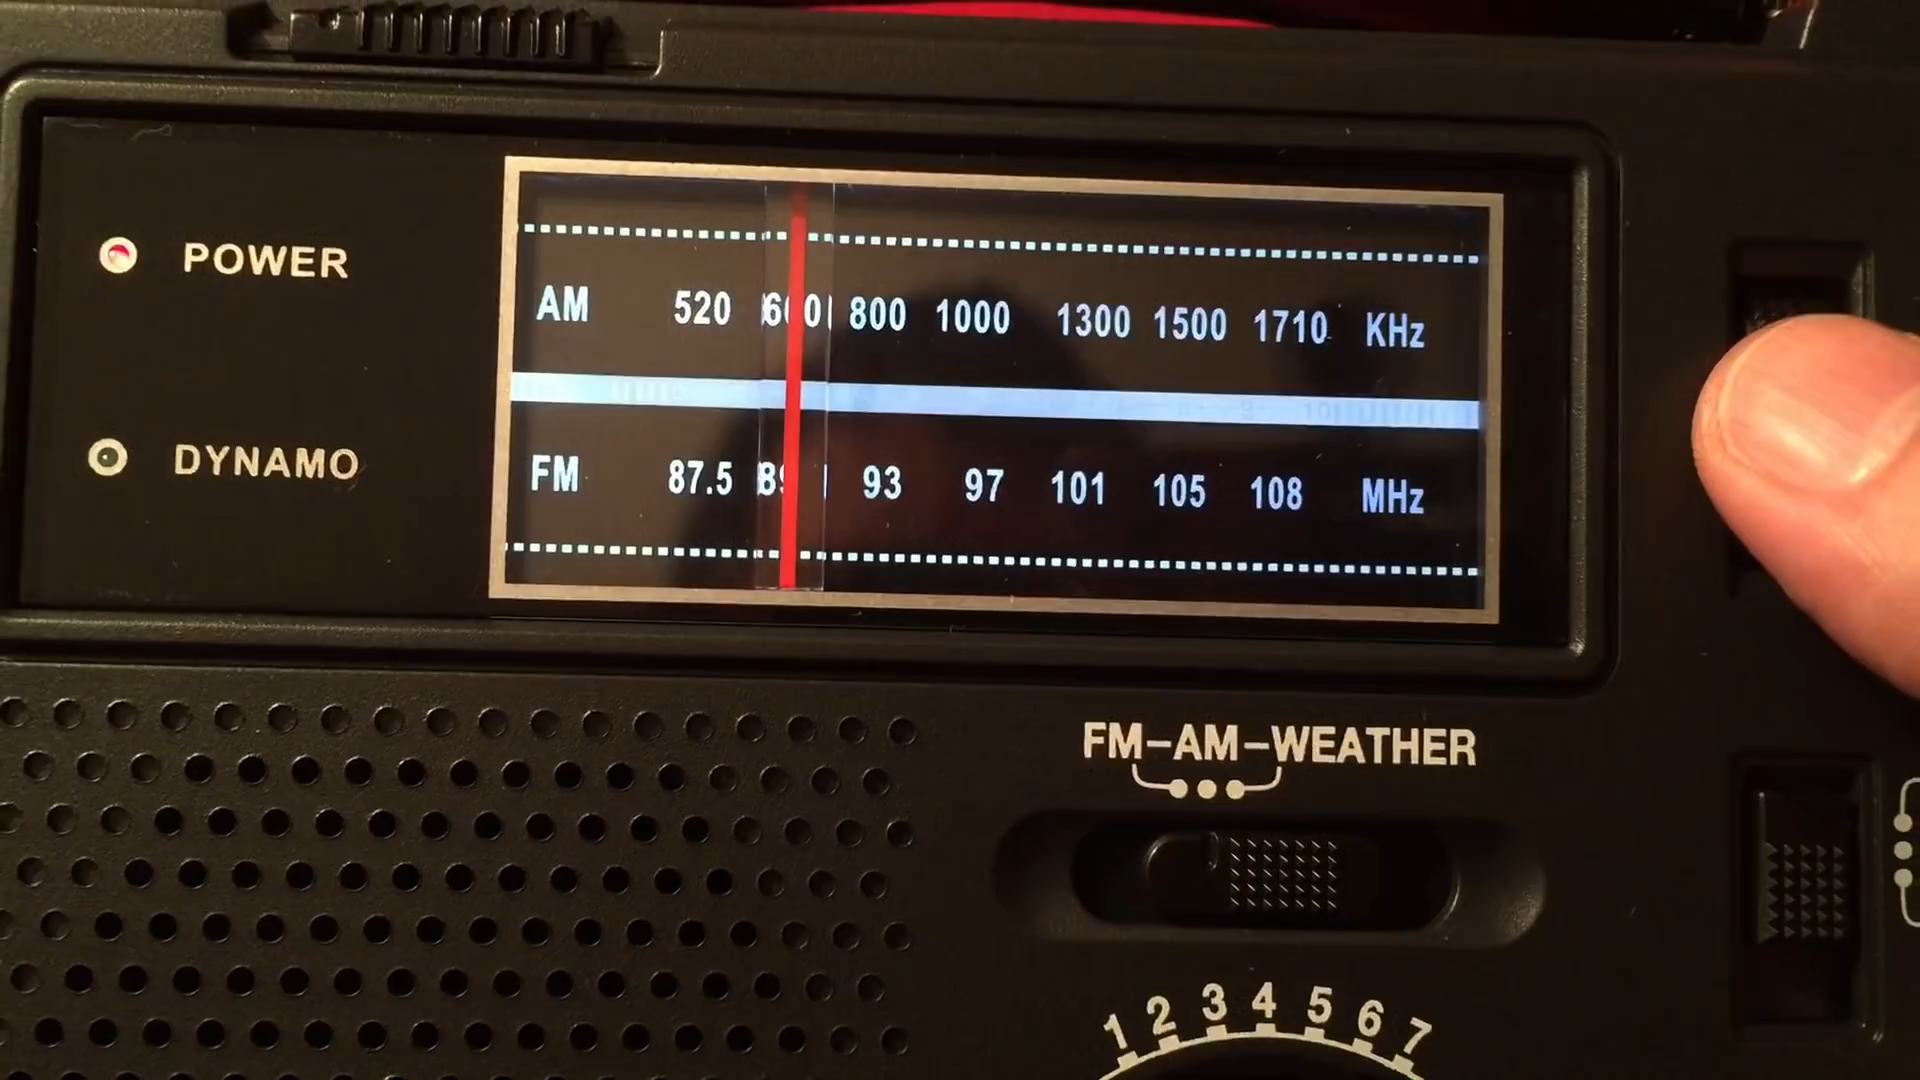 POWER
AM 520 600 800 1000 1300 1500 1710 KHz
DYNAMO
FM 87.5 89 93 97 101 105 108 MHz
FM-AM-WEATHER
1 2 3 4 5 6 7